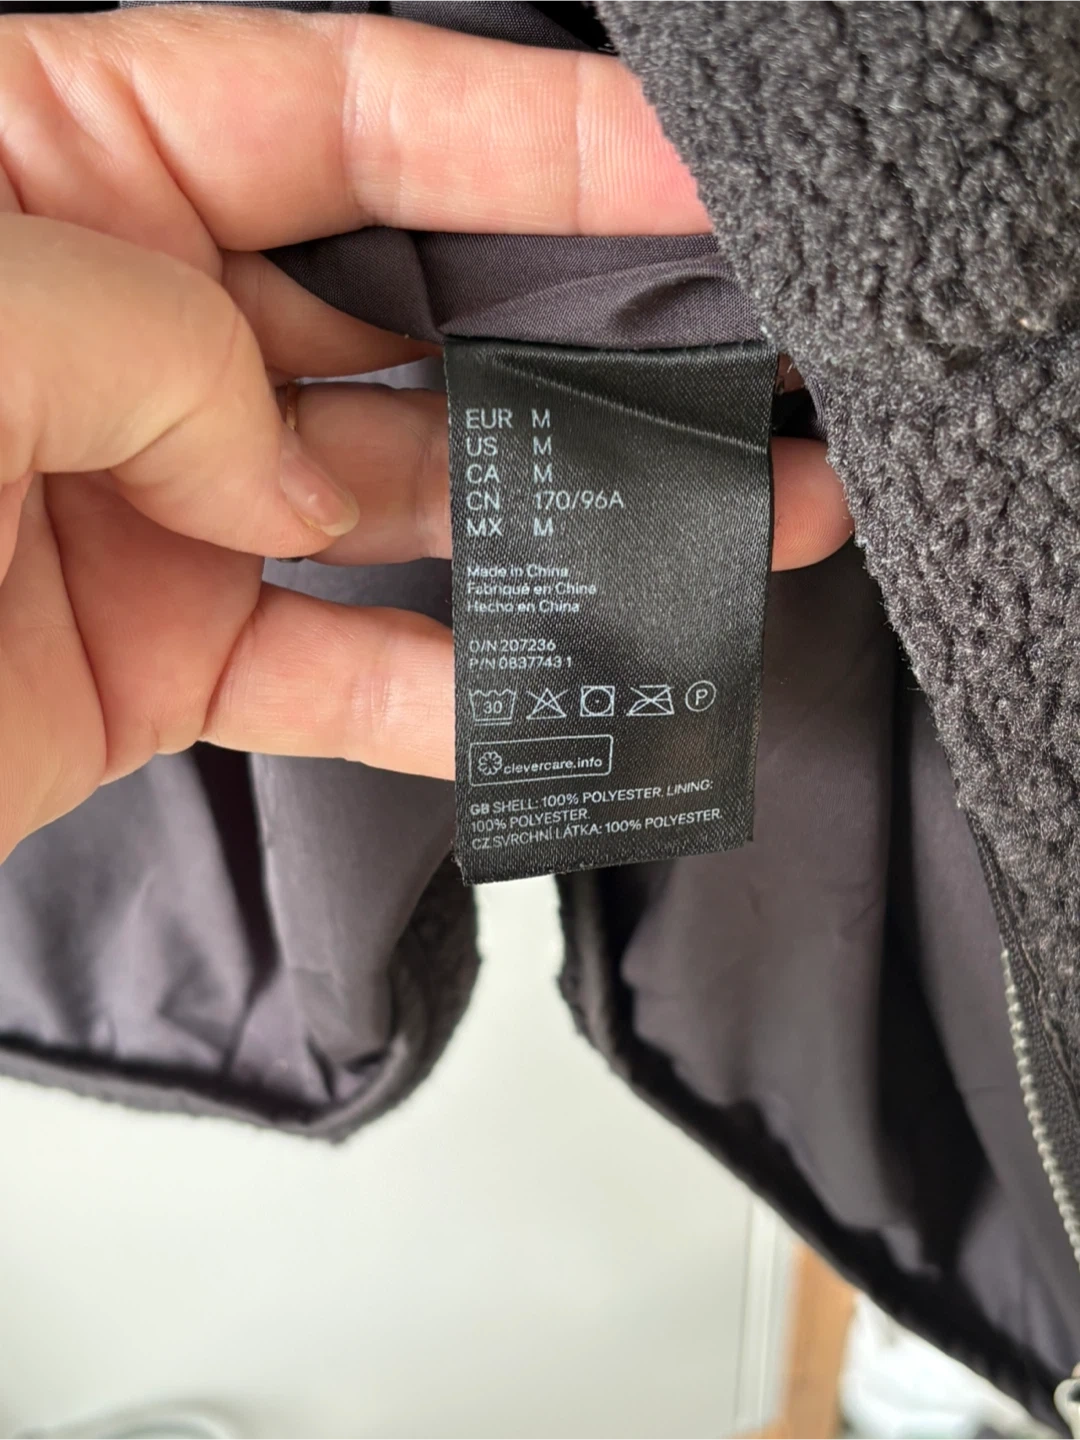 EUR M
US M
CA M
CN 170/96A
MX M
Made in China
Fabriqué en China
Hecho en China
O/N 207236
P/N 0837743 1
30
P
clevercare.info
GB SHELL: 100% POLYESTER. LINING:
100% POLYESTER.
CZ SVRCHNÍ LÁTKA: 100% POLYESTER.